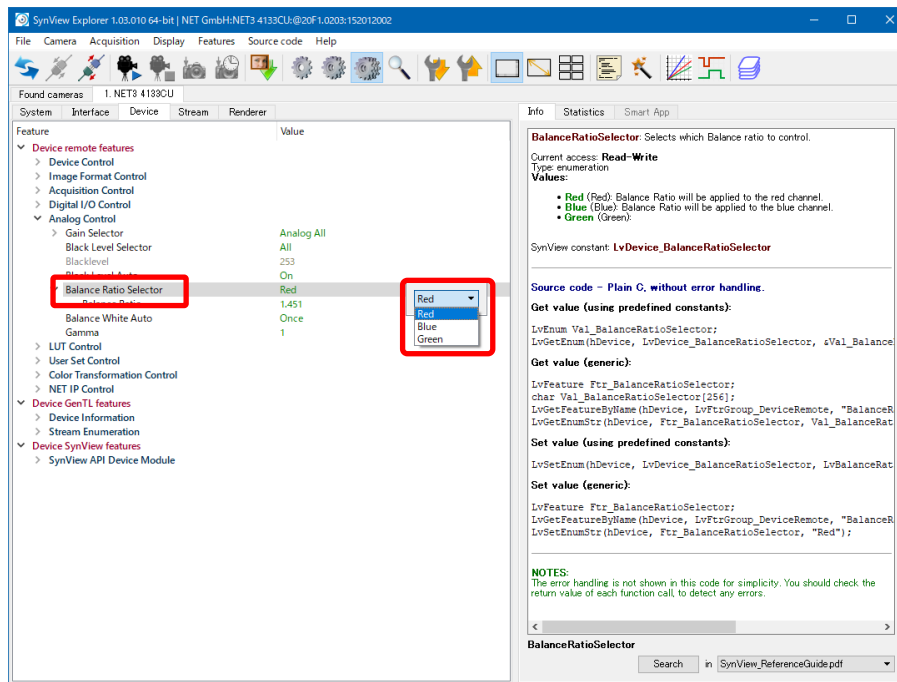 SynView Explorer 1.03.010 64-bit | NET GmbH:NET3 4133CU:@20F1.0203:152012002
File Camera Acquisition Display Features Source code Help
Found cameras 1. NET3 4133CU
System Interface Device Stream Renderer
Feature Value
Device remote features
Device Control
Image Format Control
Acquisition Control
Digital I/O Control
Analog Control
Gain Selector Analog All
Black Level Selector All
Blacklevel 253
Black Level Auto On
Balance Ratio Selector Red
Balance Ratio 1.451
Balance White Auto Once
Gamma 1
LUT Control
User Set Control
Color Transformation Control
NET IP Control
Device GenTL features
Device Information
Stream Enumeration
Device SynView features
SynView API Device Module
Red
Red
Blue
Green
Info Statistics Smart App
BalanceRatioSelector: Selects which Balance ratio to control.
Current access: Read-Write
Type: enumeration
Values:
• Red (Red): Balance Ratio will be applied to the red channel.
• Blue (Blue): Balance Ratio will be applied to the blue channel.
• Green (Green):
SynView constant: LvDevice_BalanceRatioSelector
Source code - Plain C, without error handling.
Get value (using predefined constants):
LvEnum Val_BalanceRatioSelector;
LvGetEnum(hDevice, LvDevice_BalanceRatioSelector, &Val_Balance
Get value (generic):
LvFeature Ftr_BalanceRatioSelector;
char Val_BalanceRatioSelector[256];
LvGetFeatureByName(hDevice, LvFtrGroup_DeviceRemote, "BalanceR
LvGetEnumStr(hDevice, Ftr_BalanceRatioSelector, Val_BalanceRat
Set value (using predefined constants):
LvSetEnum(hDevice, LvDevice_BalanceRatioSelector, LvBalanceRat
Set value (generic):
LvFeature Ftr_BalanceRatioSelector;
LvGetFeatureByName(hDevice, LvFtrGroup_DeviceRemote, "BalanceR
LvSetEnumStr(hDevice, Ftr_BalanceRatioSelector, "Red");
NOTES:
The error handling is not shown in this code for simplicity. You should check the
return value of each function call, to detect any errors.
BalanceRatioSelector
Search in SynView_ReferenceGuide.pdf